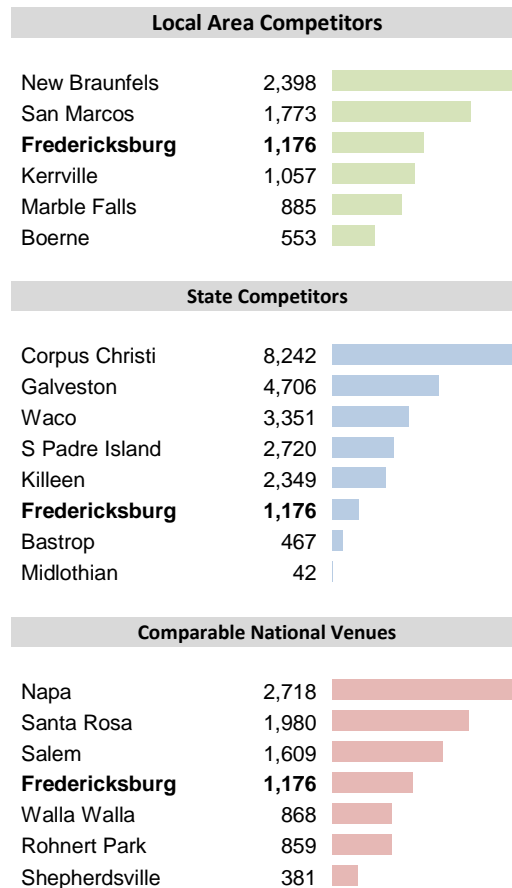 Local Area Competitors
New Braunfels 2,398
San Marcos 1,773
Fredericksburg 1,176
Kerrville 1,057
Marble Falls 885
Boerne 553
State Competitors
Corpus Christi 8,242
Galveston 4,706
Waco 3,351
S Padre Island 2,720
Killeen 2,349
Fredericksburg 1,176
Bastrop 467
Midlothian 42
Comparable National Venues
Napa 2,718
Santa Rosa 1,980
Salem 1,609
Fredericksburg 1,176
Walla Walla 868
Rohnert Park 859
Shepherdsville 381